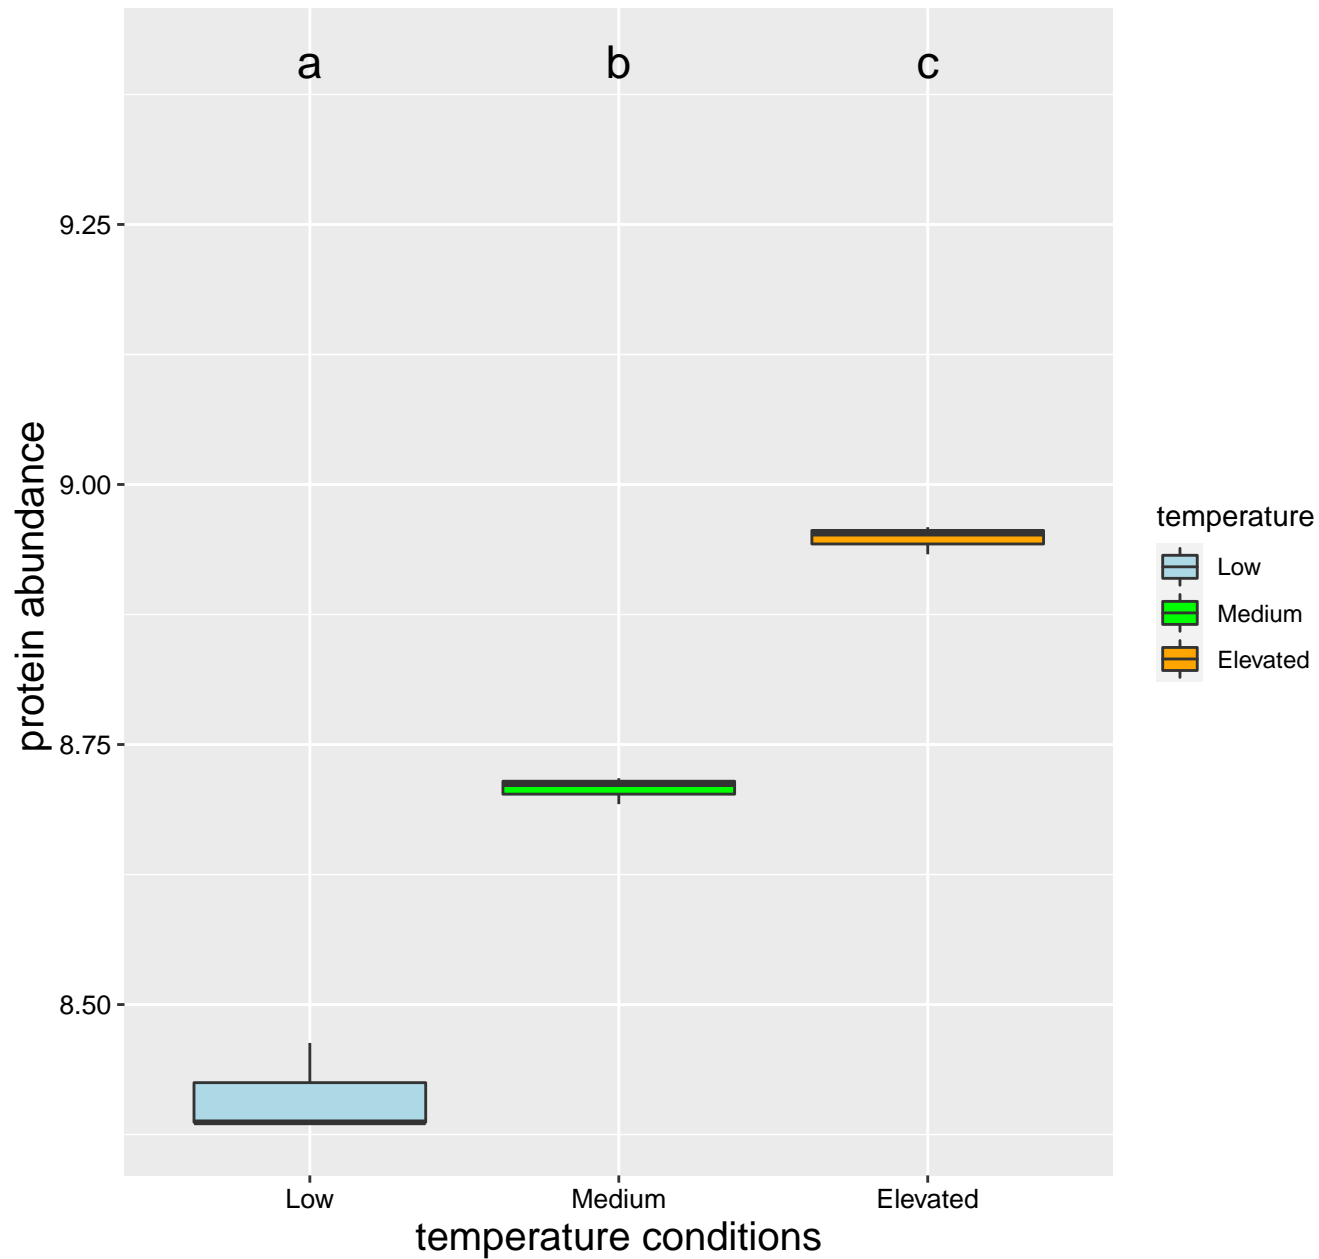 a b c
9.25
9.00
8.75
8.50
protein abundance
Low Medium Elevated
temperature conditions
temperature
Low
Medium
Elevated